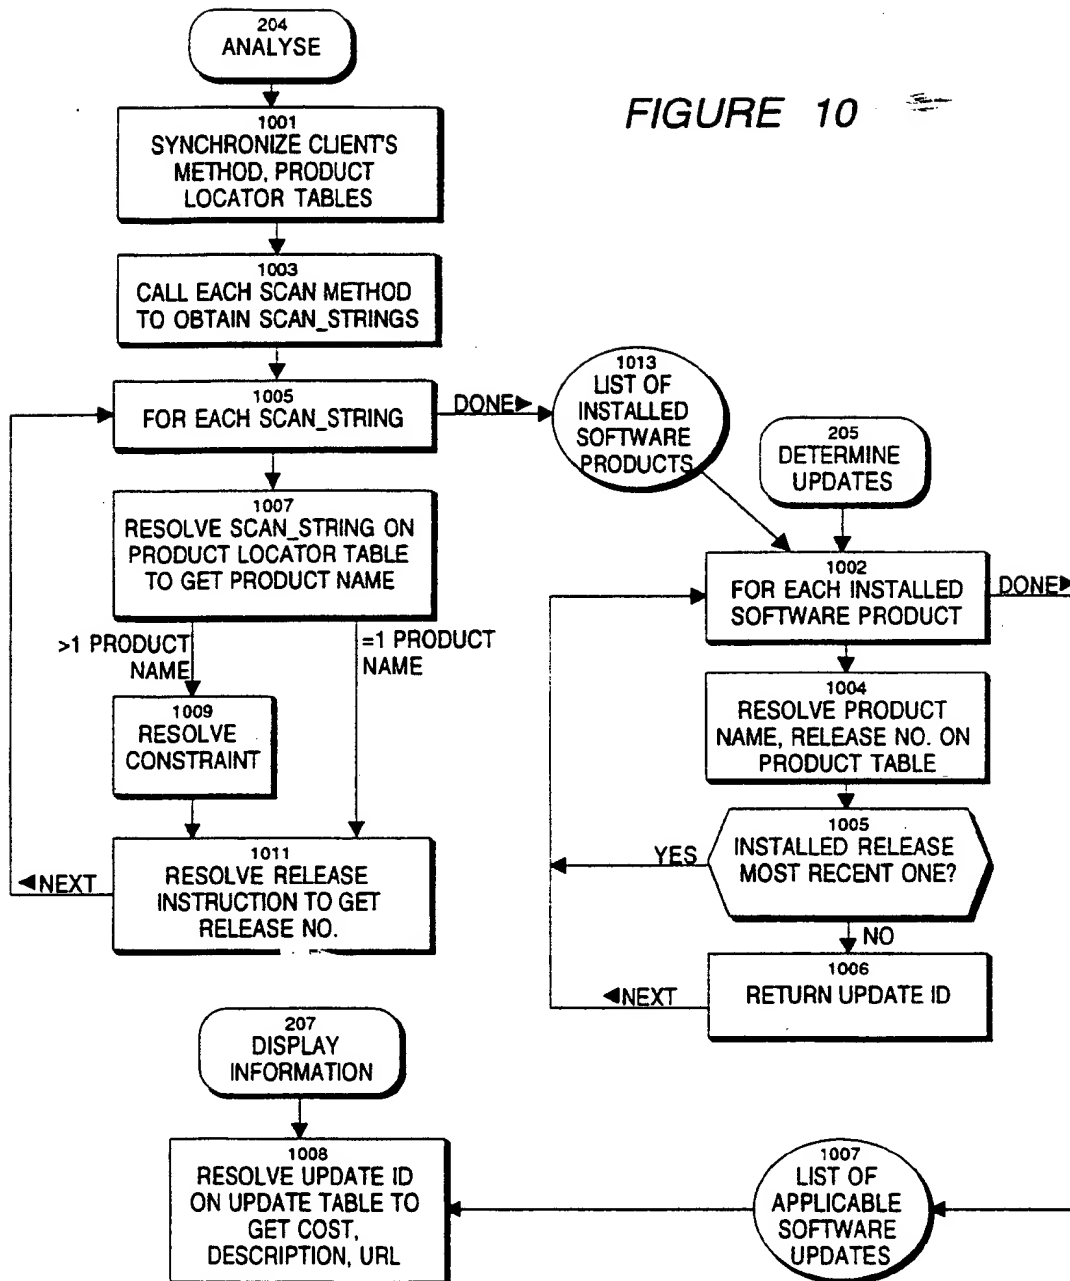 FIGURE 10
204
ANALYSE
1001
SYNCHRONIZE CLIENT'S
METHOD, PRODUCT
LOCATOR TABLES
1003
CALL EACH SCAN METHOD
TO OBTAIN SCAN_STRINGS
1005
FOR EACH SCAN_STRING
DONE
1007
RESOLVE SCAN_STRING ON
PRODUCT LOCATOR TABLE
TO GET PRODUCT NAME
>1 PRODUCT
NAME
=1 PRODUCT
NAME
1009
RESOLVE
CONSTRAINT
1011
RESOLVE RELEASE
INSTRUCTION TO GET
RELEASE NO.
NEXT
1013
LIST OF
INSTALLED
SOFTWARE
PRODUCTS
205
DETERMINE
UPDATES
1002
FOR EACH INSTALLED
SOFTWARE PRODUCT
DONE
1004
RESOLVE PRODUCT
NAME, RELEASE NO. ON
PRODUCT TABLE
1005
INSTALLED RELEASE
MOST RECENT ONE?
YES
NO
1006
RETURN UPDATE ID
NEXT
207
DISPLAY
INFORMATION
1008
RESOLVE UPDATE ID
ON UPDATE TABLE TO
GET COST,
DESCRIPTION, URL
1007
LIST OF
APPLICABLE
SOFTWARE
UPDATES